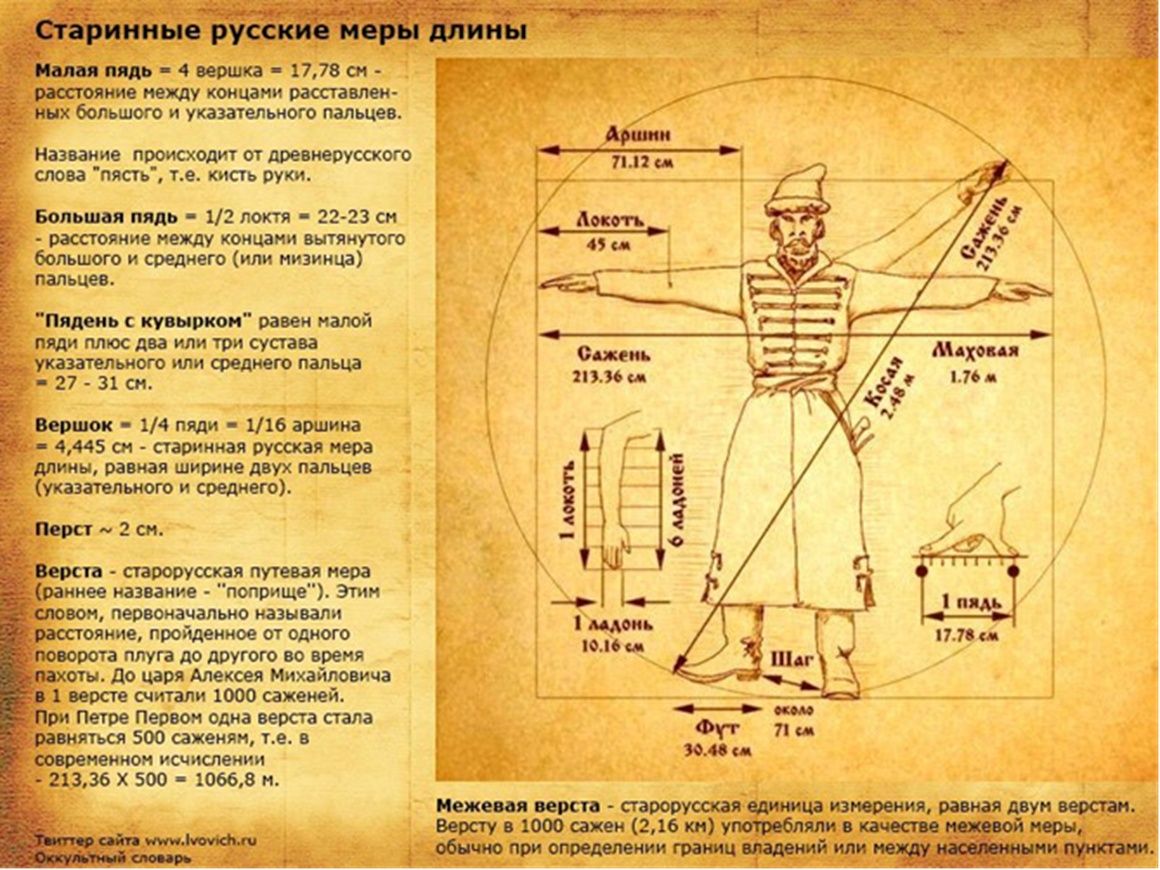 Старинные русские меры длины
Малая пядь = 4 вершка = 17,78 см -
расстояние между концами расставлен-
ных большого и указательного пальцев.
Название происходит от древнерусского
слова "пясть", т.е. кисть руки.
Большая пядь = 1/2 локтя = 22-23 см
- расстояние между концами вытянутого
большого и среднего (или мизинца)
пальцев.
"Пядень с кувырком" равен малой
пяди плюс два или три сустава
указательного или среднего пальца
= 27 - 31 см.
Вершок = 1/4 пяди = 1/16 аршина
= 4,445 см - старинная русская мера
длины, равная ширине двух пальцев
(указательного и среднего).
Перст ~ 2 см.
Верста - старорусская путевая мера
(раннее название - ''поприще''). Этим
словом, первоначально называли
расстояние, пройденное от одного
поворота плуга до другого во время
пахоты. До царя Алексея Михайловича
в 1 версте считали 1000 саженей.
При Петре Первом одна верста стала
равняться 500 саженям, т.е. в
современном исчислении
- 213,36 X 500 = 1066,8 м.
Твиттер сайта www.lvovich.ru
Оккультный словарь
Аршин
71.12 см
Локоть
45 см
Сажень
213.36 см
Сажень
213.36 см
Маховая
1.76 м
Косая
2.48 м
1 локоть
6 ладоней
1 ладонь
10.16 см
1 пядь
17.78 см
Шаг
около
71 см
Фут
30.48 см
Межевая верста - старорусская единица измерения, равная двум верстам.
Версту в 1000 сажен (2,16 км) употребляли в качестве межевой меры,
обычно при определении границ владений или между населенными пунктами.